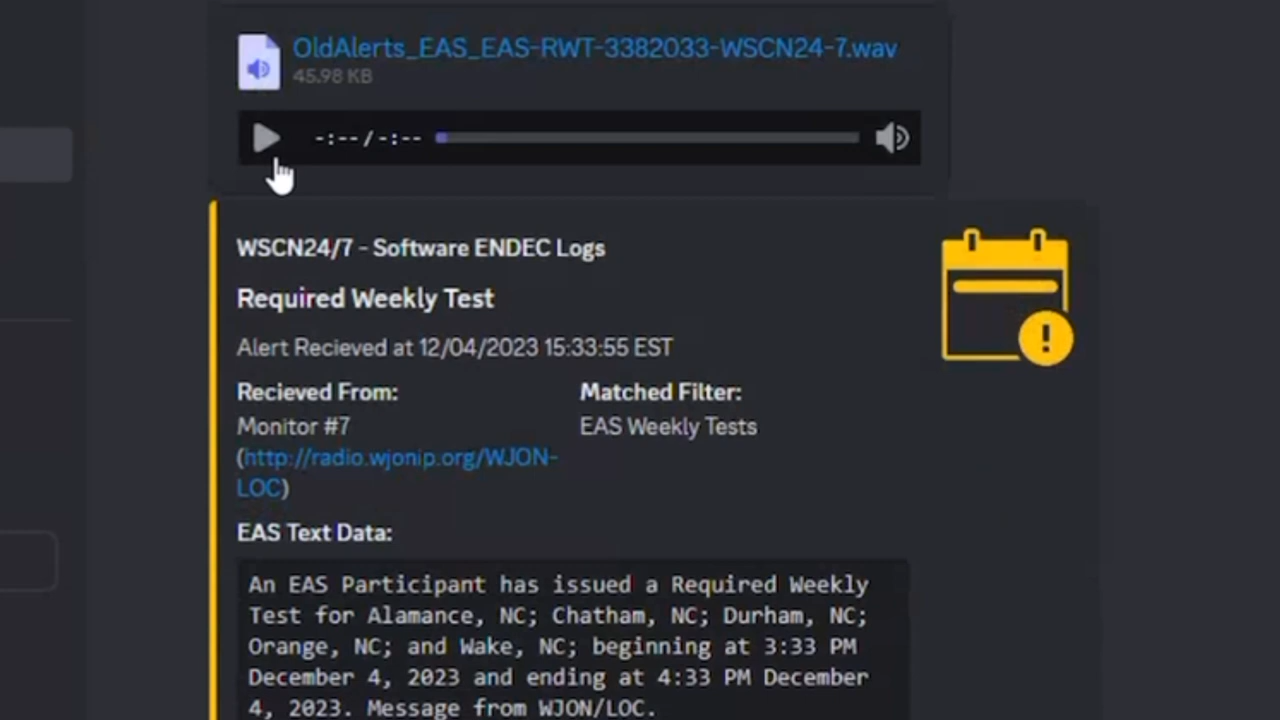 OldAlerts_EAS_EAS-RWT-3382033-WSCN24-7.wav
45.98 KB
-:-- / -:--
WSCN24/7 - Software ENDEC Logs
Required Weekly Test
Alert Recieved at 12/04/2023 15:33:55 EST
Recieved From:
Matched Filter:
Monitor #7
EAS Weekly Tests
(http://radio.wjonip.org/WJON-
LOC)
EAS Text Data:
An EAS Participant has issued a Required Weekly
Test for Alamance, NC; Chatham, NC; Durham, NC;
Orange, NC; and Wake, NC; beginning at 3:33 PM
December 4, 2023 and ending at 4:33 PM December
4, 2023. Message from WJON/LOC.